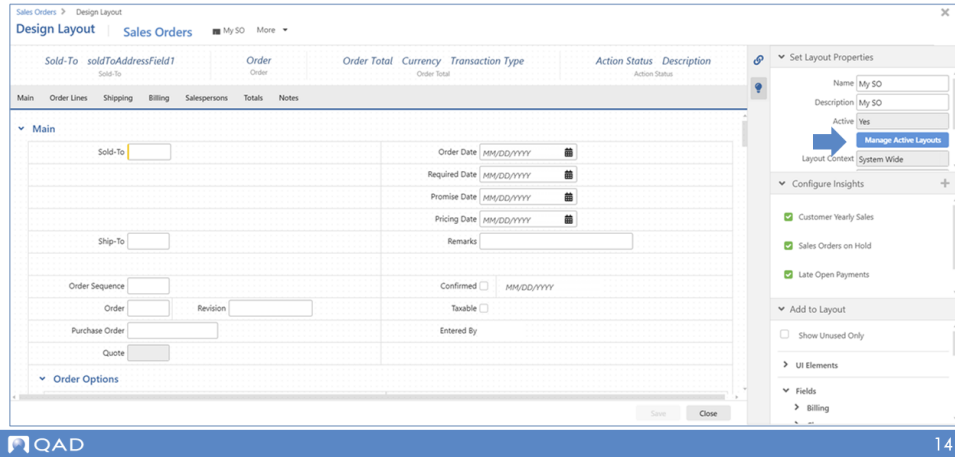 Sales Orders > Design Layout
Design Layout Sales Orders My SO More
Sold-To soldToAddressField1 Order Order Total Currency Transaction Type Action Status Description
Sold-To Order Order Total Action Status
Main Order Lines Shipping Billing Salespersons Totals Notes
Main
Sold-To Order Date MM/DD/YYYY
Required Date MM/DD/YYYY
Promise Date MM/DD/YYYY
Pricing Date MM/DD/YYYY
Ship-To Remarks
Order Sequence Confirmed MM/DD/YYYY
Order Revision Taxable
Purchase Order Entered By
Quote
Order Options
Save Close
Set Layout Properties
Name My SO
Description My SO
Active Yes
Manage Active Layouts
Layout Context System Wide
Configure Insights
Customer Yearly Sales
Sales Orders on Hold
Late Open Payments
Add to Layout
Show Unused Only
UI Elements
Fields
Billing
QAD 14